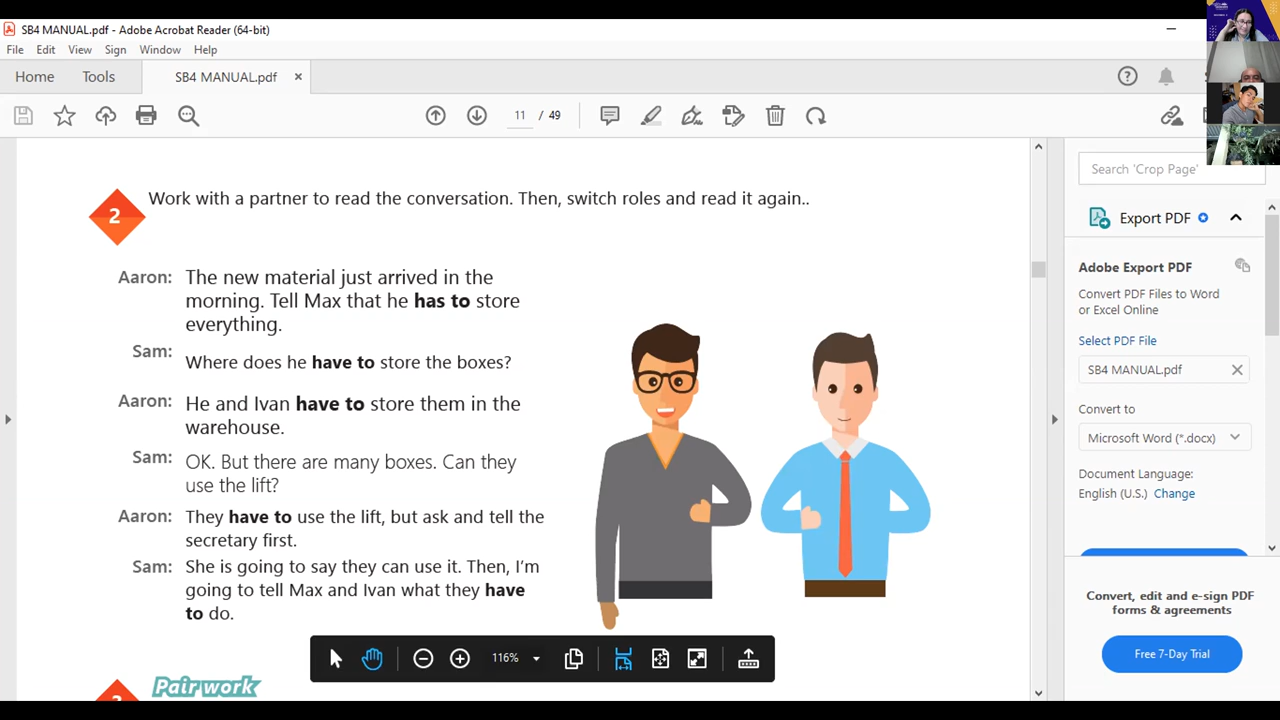 SB4 MANUAL.pdf - Adobe Acrobat Reader (64-bit)
File Edit View Sign Window Help
Home Tools SB4 MANUAL.pdf ×
11 / 49
Search 'Crop Page'
2 Work with a partner to read the conversation. Then, switch roles and read it again..
Aaron: The new material just arrived in the
morning. Tell Max that he has to store
everything.
Sam: Where does he have to store the boxes?
Aaron: He and Ivan have to store them in the
warehouse.
Sam: OK. But there are many boxes. Can they
use the lift?
Aaron: They have to use the lift, but ask and tell the
secretary first.
Sam: She is going to say they can use it. Then, I'm
going to tell Max and Ivan what they have
to do.
116%
Pair work
Export PDF
Adobe Export PDF
Convert PDF Files to Word
or Excel Online
Select PDF File
SB4 MANUAL.pdf
Convert to
Microsoft Word (*.docx)
Document Language:
English (U.S.) Change
Convert, edit and e-sign PDF
forms & agreements
Free 7-Day Trial